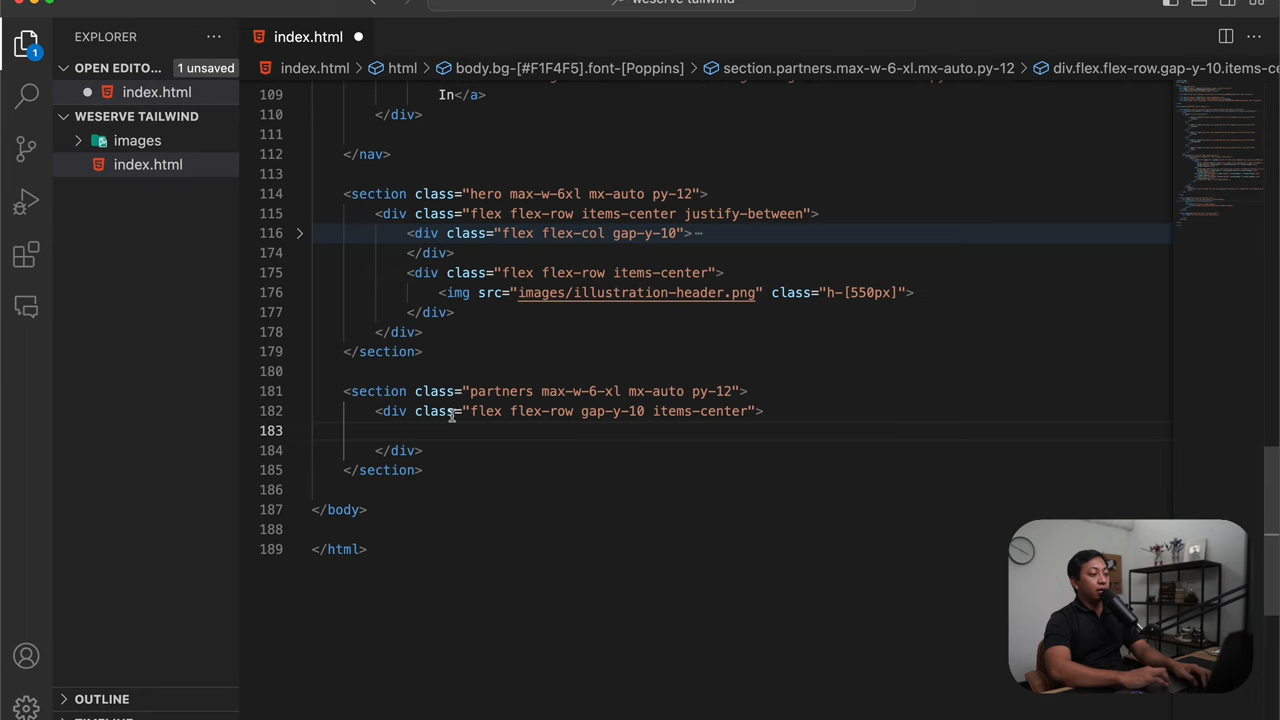 weserve tailwind
EXPLORER
index.html
OPEN EDITO...
1 unsaved
index.html > html > body.bg-[#F1F4F5].font-[Poppins] > section.partners.max-w-6-xl.mx-auto.py-12 > div.flex.flex-row.gap-y-10.items-ce
1
index.html
WESERVE TAILWIND
images
index.html
109 In</a>
110 </div>
111
112 </nav>
113
114 <section class="hero max-w-6xl mx-auto py-12">
115 <div class="flex flex-row items-center justify-between">
116 <div class="flex flex-col gap-y-10">⋯
174 </div>
175 <div class="flex flex-row items-center">
176 <img src="images/illustration-header.png" class="h-[550px]">
177 </div>
178 </div>
179 </section>
180
181 <section class="partners max-w-6-xl mx-auto py-12">
182 <div class="flex flex-row gap-y-10 items-center">
183
184 </div>
185 </section>
186
187 </body>
188
189 </html>
OUTLINE